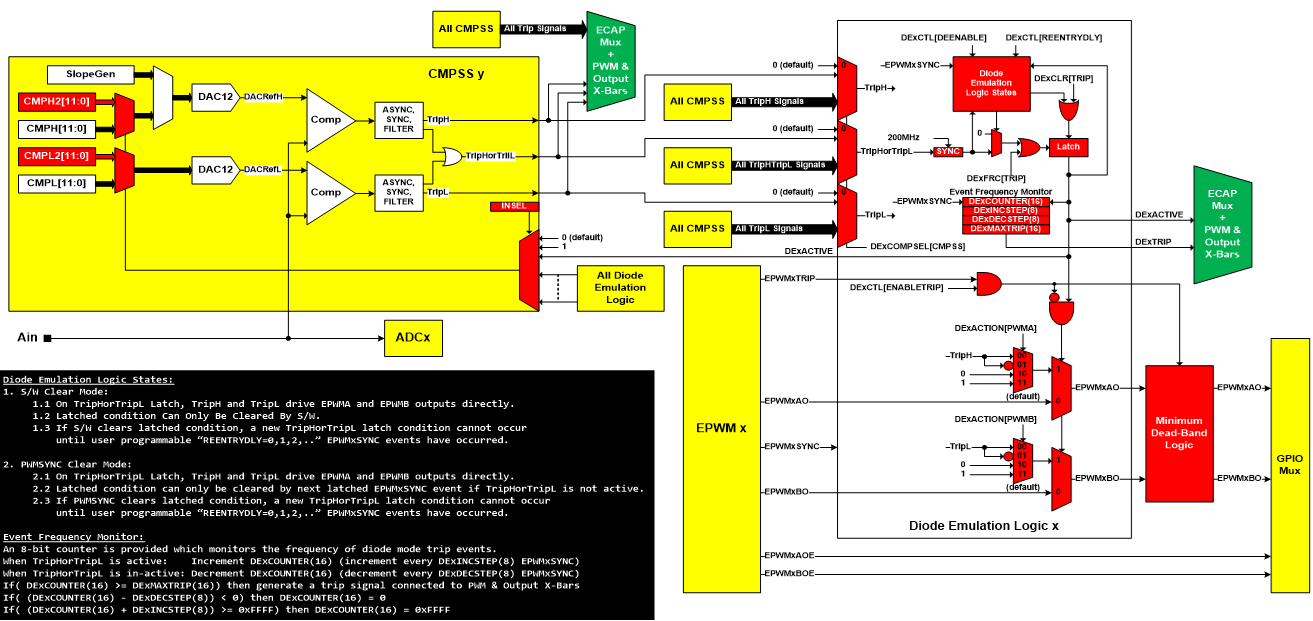 All CMPSS
All Trip Signals
ECAP
Mux
+
PWM &
Output
X-Bars
CMPSS y
SlopeGen
CMPH2[11:0]
CMPH[11:0]
CMPL2[11:0]
CMPL[11:0]
DAC12
DACRefH
DAC12
DACRefL
Comp
Comp
ASYNC,
SYNC,
FILTER
ASYNC,
SYNC,
FILTER
TripH
TripHorTrilL
TripL
INSEL
0 (default)
1
All Diode
Emulation
Logic
Ain
ADCx
0 (default)
All CMPSS
All TripH Signals
0 (default)
All CMPSS
All TripHTripL Signals
0 (default)
All CMPSS
All TripL Signals
0
TripH
0
TripHorTripL
0
TripL
DExCOMPSEL[CMPSS]
DExACTIVE
DExCTL[DEENABLE]
DExCTL[REENTRYDLY]
EPWMxSYNC
Diode
Emulation
Logic States
DExCLR[TRIP]
200MHz
SYNC
0
Latch
DExFRC[TRIP]
Event Frequency Monitor
EPWMxSYNC
DExCOUNTER(16)
DExINCSTEP(8)
DExDECSTEP(8)
DExMAXTRIP(16)
DExACTIVE
DExTRIP
ECAP
Mux
+
PWM &
Output
X-Bars
EPWM x
EPWMxTRIP
DExCTL[ENABLETRIP]
DExACTION[PWMA]
TripH
0
1
00
01
10
11
(default)
1
0
EPWMxAO
EPWMxAO
DExACTION[PWMB]
EPWMxSYNC
TripL
0
1
00
01
10
11
(default)
1
0
EPWMxBO
EPWMxBO
Minimum
Dead-Band
Logic
EPWMxAO
EPWMxBO
GPIO
Mux
Diode Emulation Logic x
EPWMxAOE
EPWMxBOE
Diode Emulation Logic States:
1. S/W Clear Mode:
1.1 On TripHorTripL Latch, TripH and TripL drive EPWMA and EPWMB outputs directly.
1.2 Latched condition Can Only Be Cleared By S/W.
1.3 If S/W clears latched condition, a new TripHorTripL latch condition cannot occur
until user programmable “REENTRYDLY=0,1,2,..” EPWMxSYNC events have occurred.
2. PWMSYNC Clear Mode:
2.1 On TripHorTripL Latch, TripH and TripL drive EPWMA and EPWMB outputs directly.
2.2 Latched condition can only be cleared by next latched EPWMxSYNC event if TripHorTripL is not active.
2.3 If PWMSYNC clears latched condition, a new TripHorTripL latch condition cannot occur
until user programmable “REENTRYDLY=0,1,2,..” EPWMxSYNC events have occurred.
Event Frequency Monitor:
An 8-bit counter is provided which monitors the frequency of diode mode trip events.
When TripHorTripL is active: Increment DExCOUNTER(16) (increment every DExINCSTEP(8) EPWMxSYNC)
When TripHorTripL is in-active: Decrement DExCOUNTER(16) (decrement every DExDECSTEP(8) EPWMxSYNC)
If( DExCOUNTER(16) >= DExMAXTRIP(16)) then generate a trip signal connected to PWM & Output X-Bars
If( (DExCOUNTER(16) - DExDECSTEP(8)) < 0) then DExCOUNTER(16) = 0
If( (DExCOUNTER(16) + DExINCSTEP(8)) >= 0xFFFF) then DExCOUNTER(16) = 0xFFFF